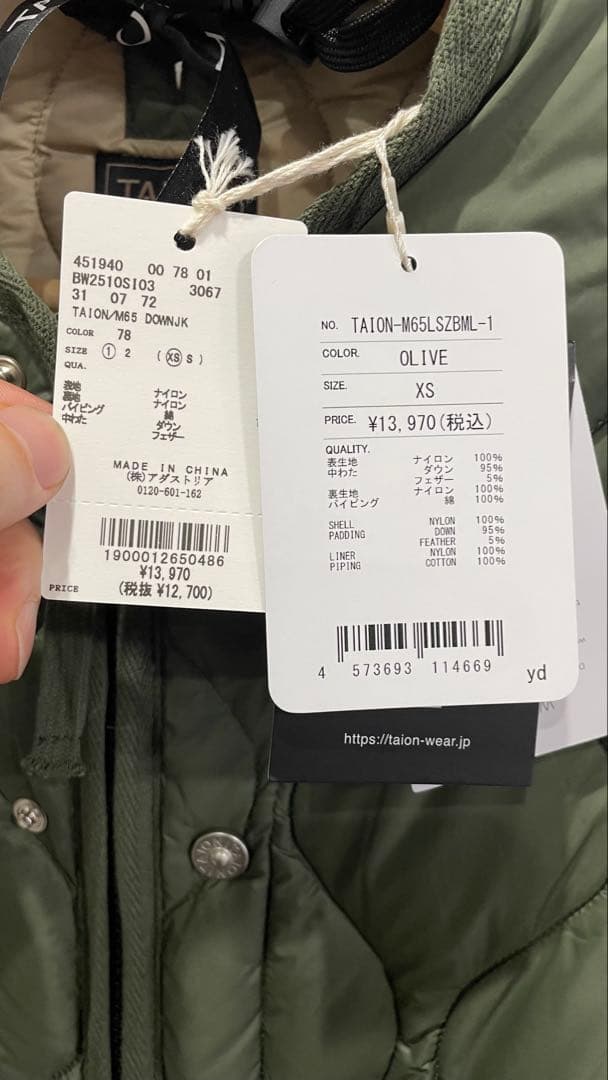 TA
451940 00 78 01
BW2510SI03 3067
31 07 72
TAION/M65 DOWNJK
COLOR 78
SIZE ① 2 (XS S)
QUA.
表地 ナイロン
裏地 ナイロン
パイピング 綿
中わた ダウン
フェザー
MADE IN CHINA
(株)アダストリア
0120-601-162
1900012650486
¥13,970
PRICE (税抜 ¥12,700)
NO. TAION-M65LSZBML-1
COLOR. OLIVE
SIZE. XS
PRICE. ¥13,970(税込)
QUALITY.
表生地 ナイロン 100%
中わた ダウン 95%
フェザー 5%
裏生地 ナイロン 100%
パイピング 綿 100%
SHELL NYLON 100%
PADDING DOWN 95%
FEATHER 5%
LINER NYLON 100%
PIPING COTTON 100%
4 573693 114669 yd
https://taion-wear.jp
TAION